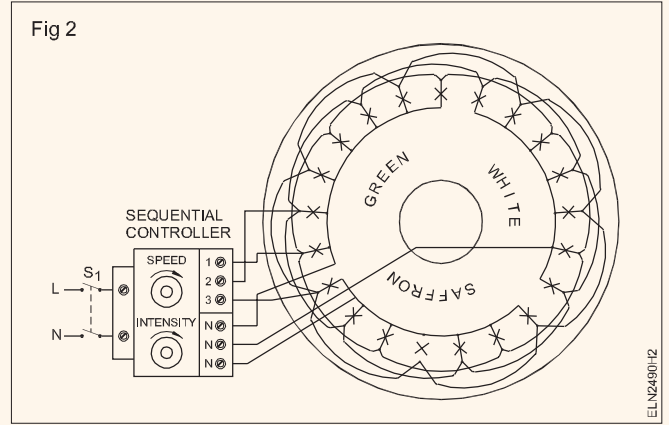 Fig 2
GREEN
WHITE
SAFFRON
SEQUENTIAL
CONTROLLER
SPEED
INTENSITY
1
2
3
N
N
N
L
S1
N
ELN2490H2